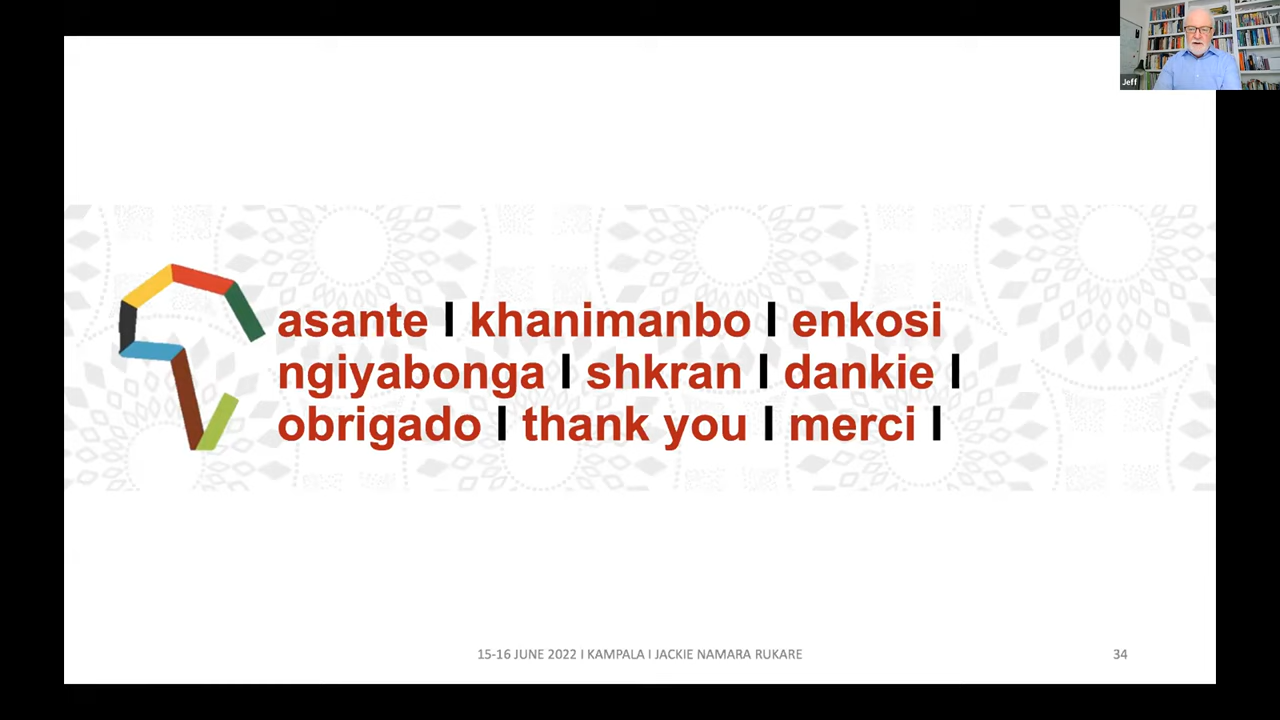 Jeff
asante I khanimanbo I enkosi
ngiyabonga I shkran I dankie I
obrigado I thank you I merci I
15-16 JUNE 2022 I KAMPALA I JACKIE NAMARA RUKARE
34